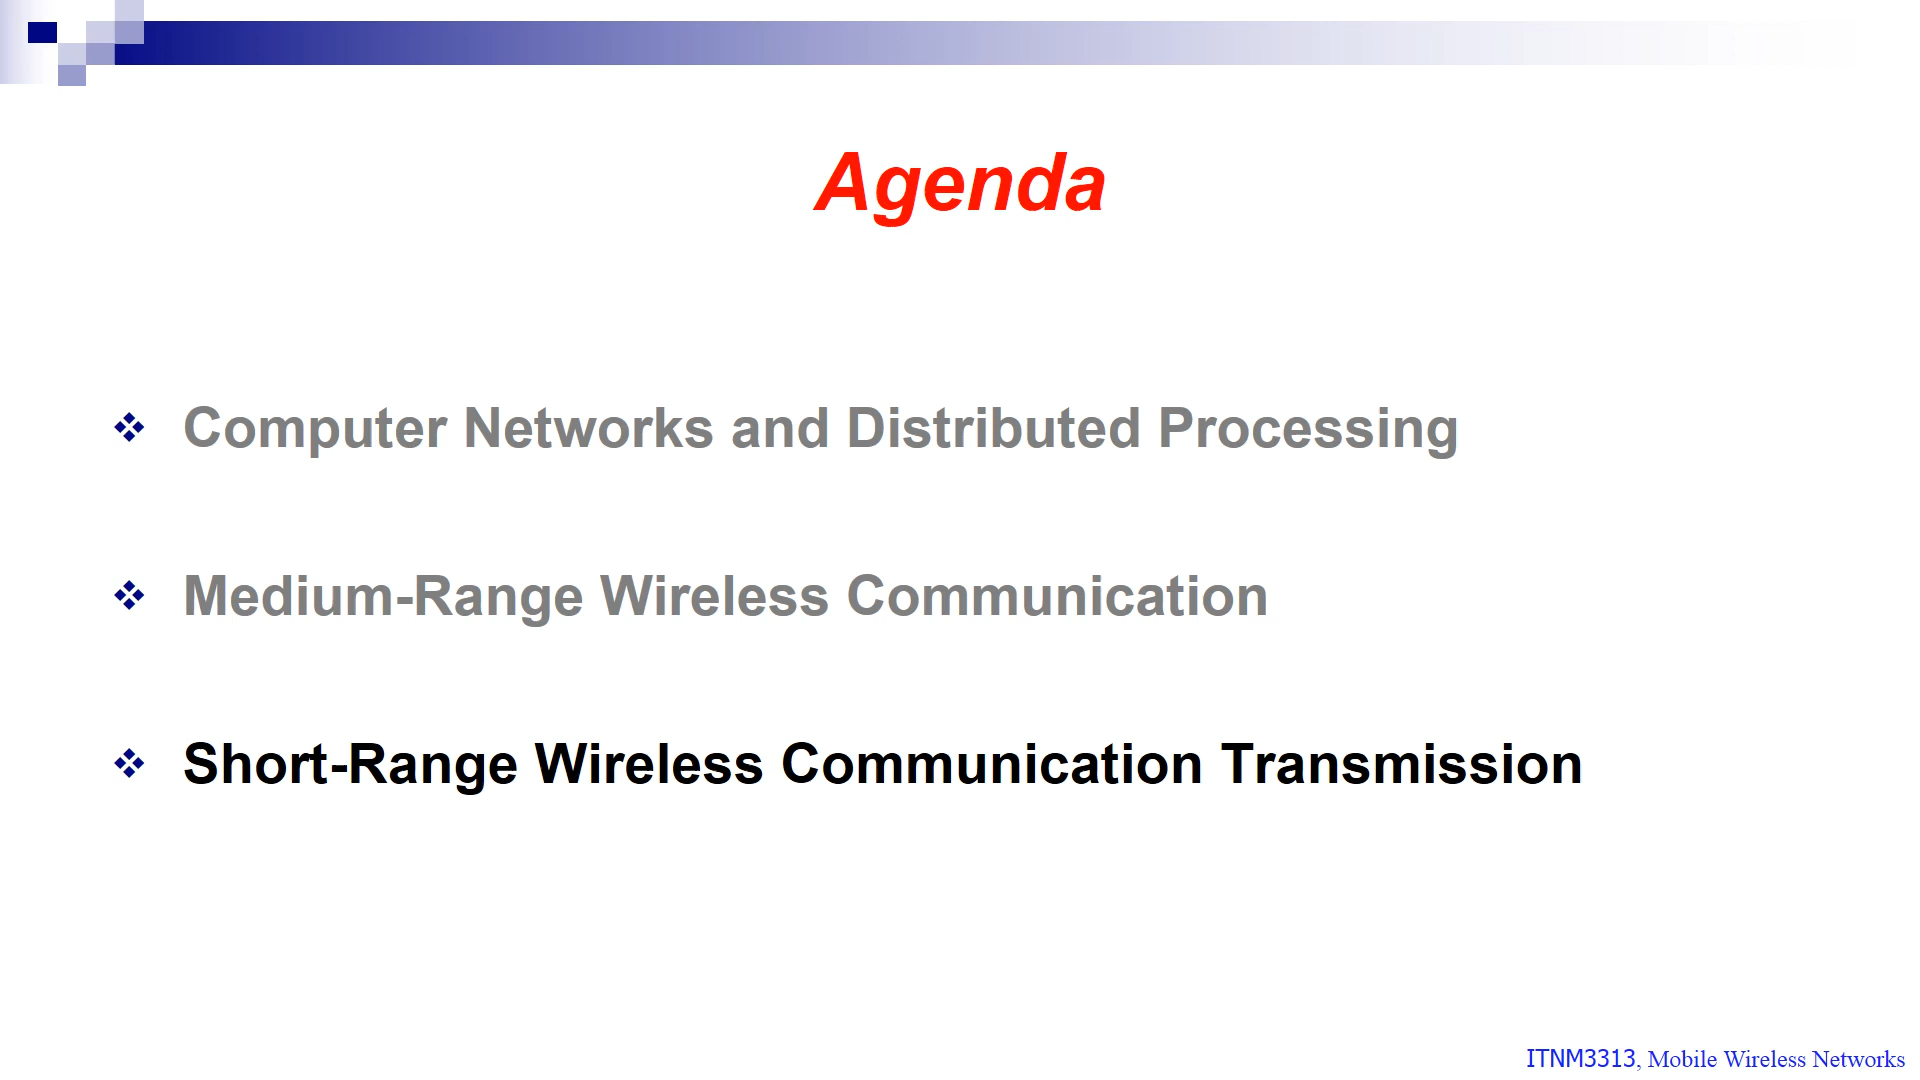 Agenda
❖ Computer Networks and Distributed Processing
❖ Medium-Range Wireless Communication
❖ Short-Range Wireless Communication Transmission
ITNM3313, Mobile Wireless Networks